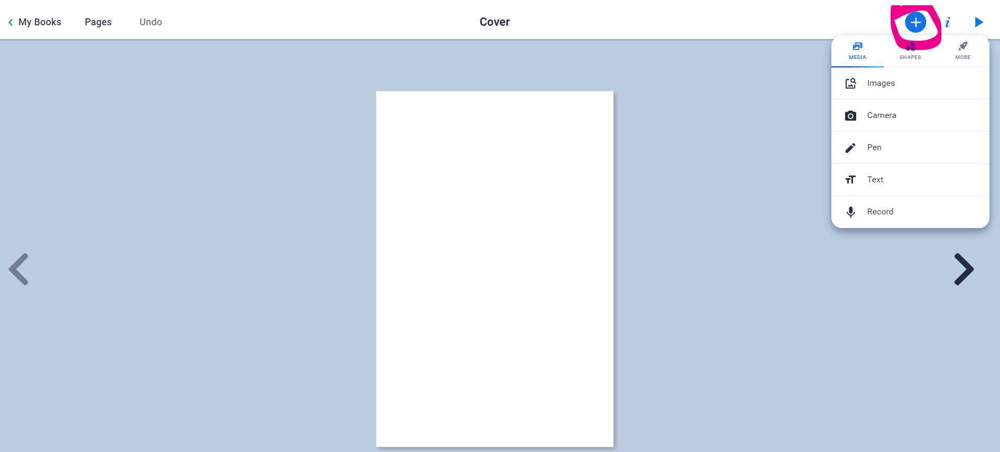 My Books Pages Undo Cover
MEDIA SHAPES MORE
Images
Camera
Pen
Text
Record